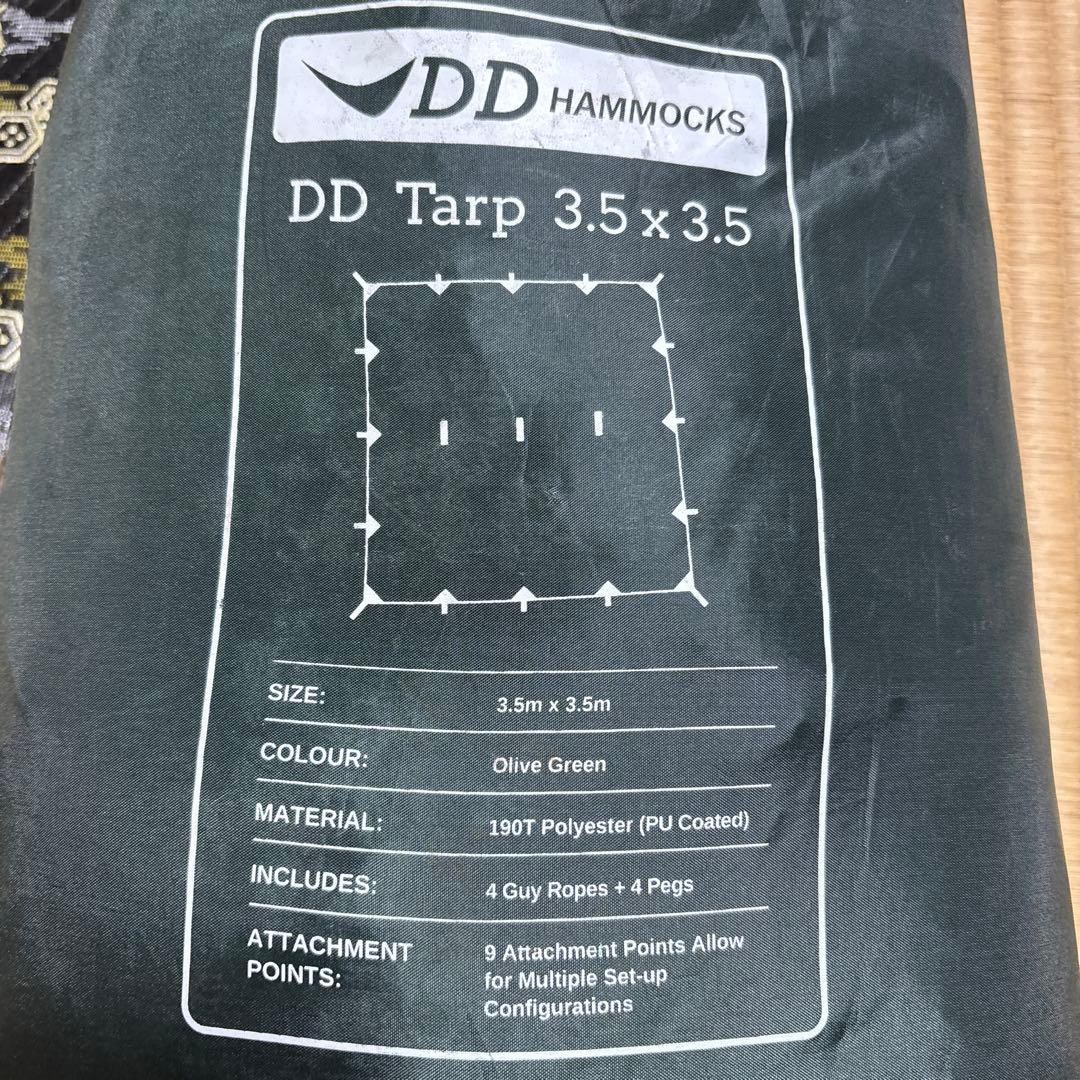 DD HAMMOCKS
DD Tarp 3.5 x 3.5
SIZE: 3.5m x 3.5m
COLOUR: Olive Green
MATERIAL: 190T Polyester (PU Coated)
INCLUDES: 4 Guy Ropes + 4 Pegs
ATTACHMENT POINTS: 9 Attachment Points Allow
for Multiple Set-up
Configurations